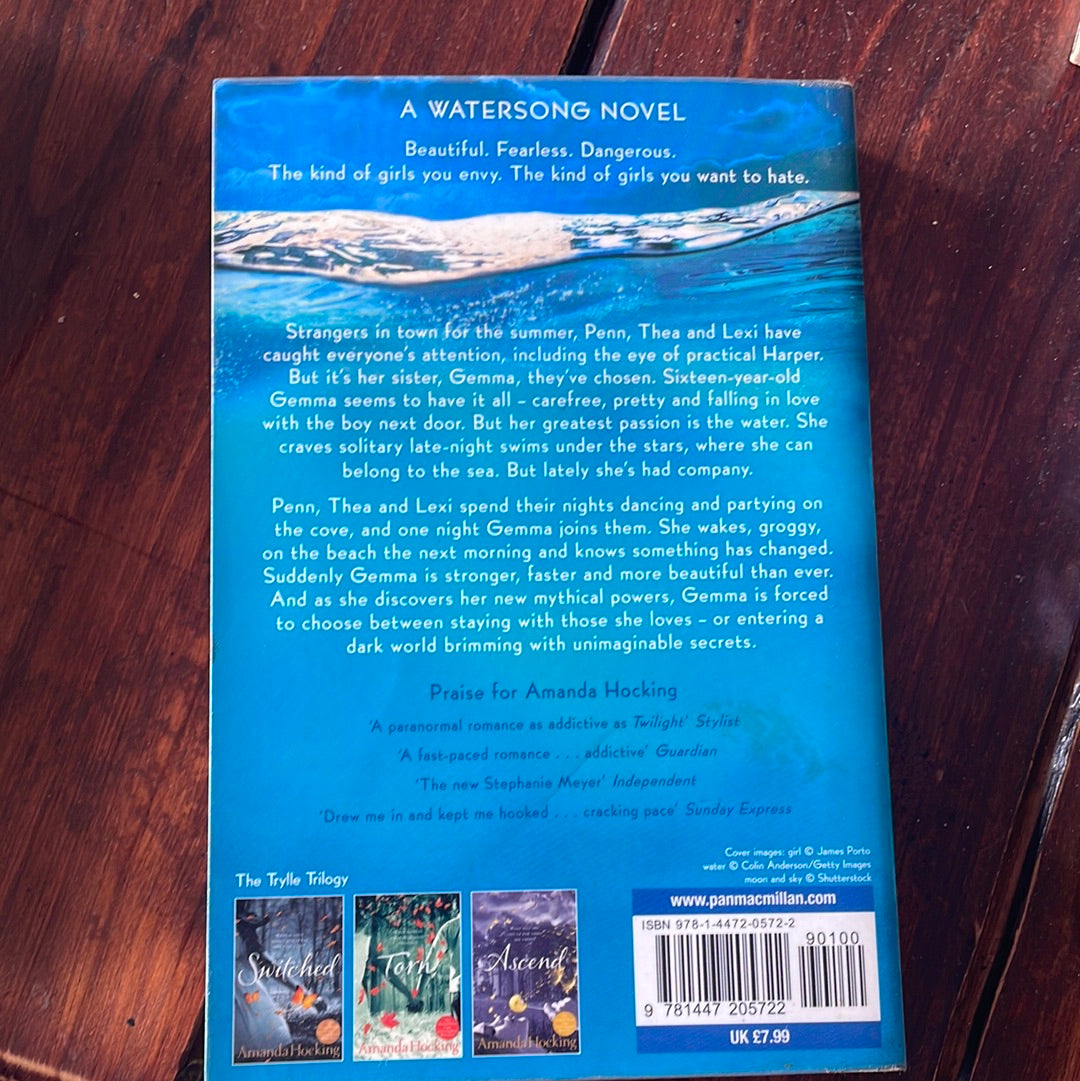 A WATERSONG NOVEL
Beautiful. Fearless. Dangerous.
The kind of girls you envy. The kind of girls you want to hate.
Strangers in town for the summer, Penn, Thea and Lexi have
caught everyone's attention, including the eye of practical Harper.
But it's her sister, Gemma, they've chosen. Sixteen-year-old
Gemma seems to have it all – carefree, pretty and falling in love
with the boy next door. But her greatest passion is the water. She
craves solitary late-night swims under the stars, where she can
belong to the sea. But lately she's had company.
Penn, Thea and Lexi spend their nights dancing and partying on
the cove, and one night Gemma joins them. She wakes, groggy,
on the beach the next morning and knows something has changed.
Suddenly Gemma is stronger, faster and more beautiful than ever.
And as she discovers her new mythical powers, Gemma is forced
to choose between staying with those she loves – or entering a
dark world brimming with unimaginable secrets.
Praise for Amanda Hocking
'A paranormal romance as addictive as Twilight' Stylist
'A fast-paced romance . . . addictive' Guardian
'The new Stephanie Meyer' Independent
'Drew me in and kept me hooked . . . cracking pace' Sunday Express
Cover images: girl © James Porto
water © Colin Anderson/Getty Images
moon and sky © Shutterstock
The Trylle Trilogy
Switched
Amanda Hocking
Torn
Amanda Hocking
Ascend
Amanda Hocking
www.panmacmillan.com
ISBN 978-1-4472-0572-2
90100
9 781447 205722
UK £7.99